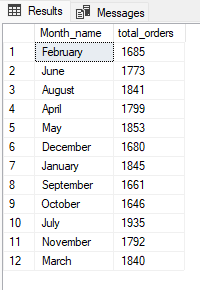 Results Messages
Month_name total_orders
1 February 1685
2 June 1773
3 August 1841
4 April 1799
5 May 1853
6 December 1680
7 January 1845
8 September 1661
9 October 1646
10 July 1935
11 November 1792
12 March 1840